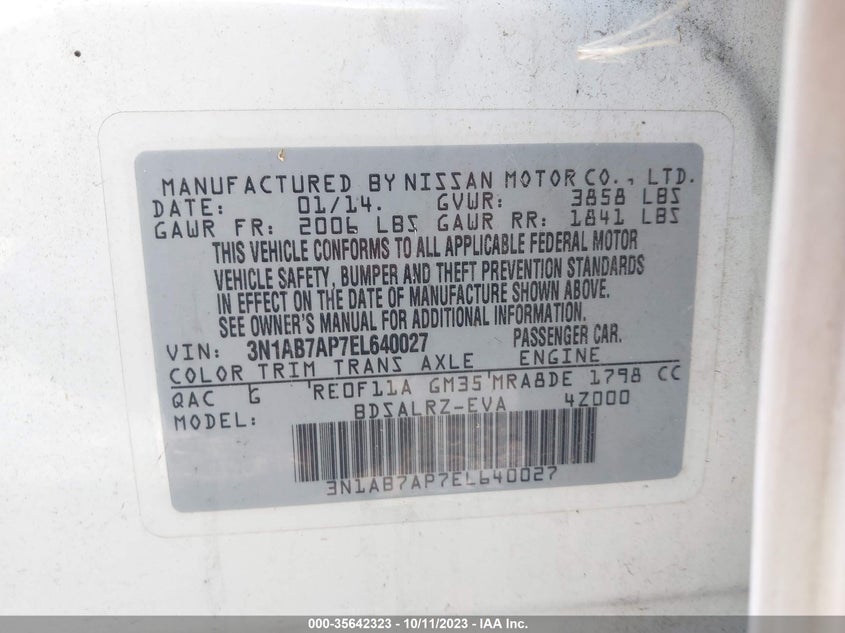 MANUFACTURED BY NISSAN MOTOR CO., LTD.
DATE: 01/14. GVWR: 3858 LBS
GAWR FR: 2006 LBS GAWR RR: 1841 LBS
THIS VEHICLE CONFORMS TO ALL APPLICABLE FEDERAL MOTOR
VEHICLE SAFETY, BUMPER AND THEFT PREVENTION STANDARDS
IN EFFECT ON THE DATE OF MANUFACTURE SHOWN ABOVE.
SEE OWNER'S MANUAL FOR ADDITIONAL INFORMATION.
VIN: 3N1AB7AP7EL640027 PASSENGER CAR.
COLOR TRIM TRANS AXLE ENGINE
QAC G RE0F11A GM35 MRA8DE 1798 CC
MODEL: BDSALRZ-EVA 4Z000
3N1AB7AP7EL640027
000-35642323 - 10/11/2023 - IAA Inc.